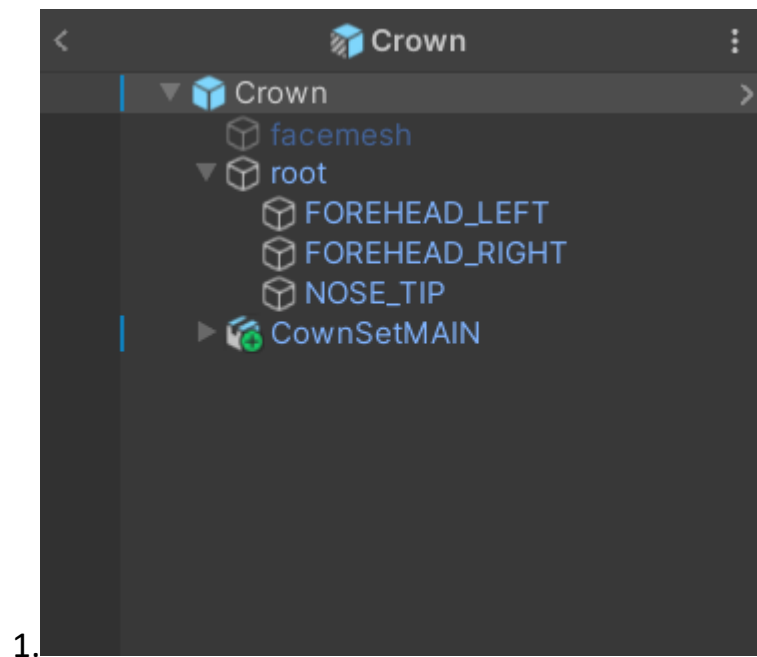 Crown
Crown
facemesh
root
FOREHEAD_LEFT
FOREHEAD_RIGHT
NOSE_TIP
CownSetMAIN
1.